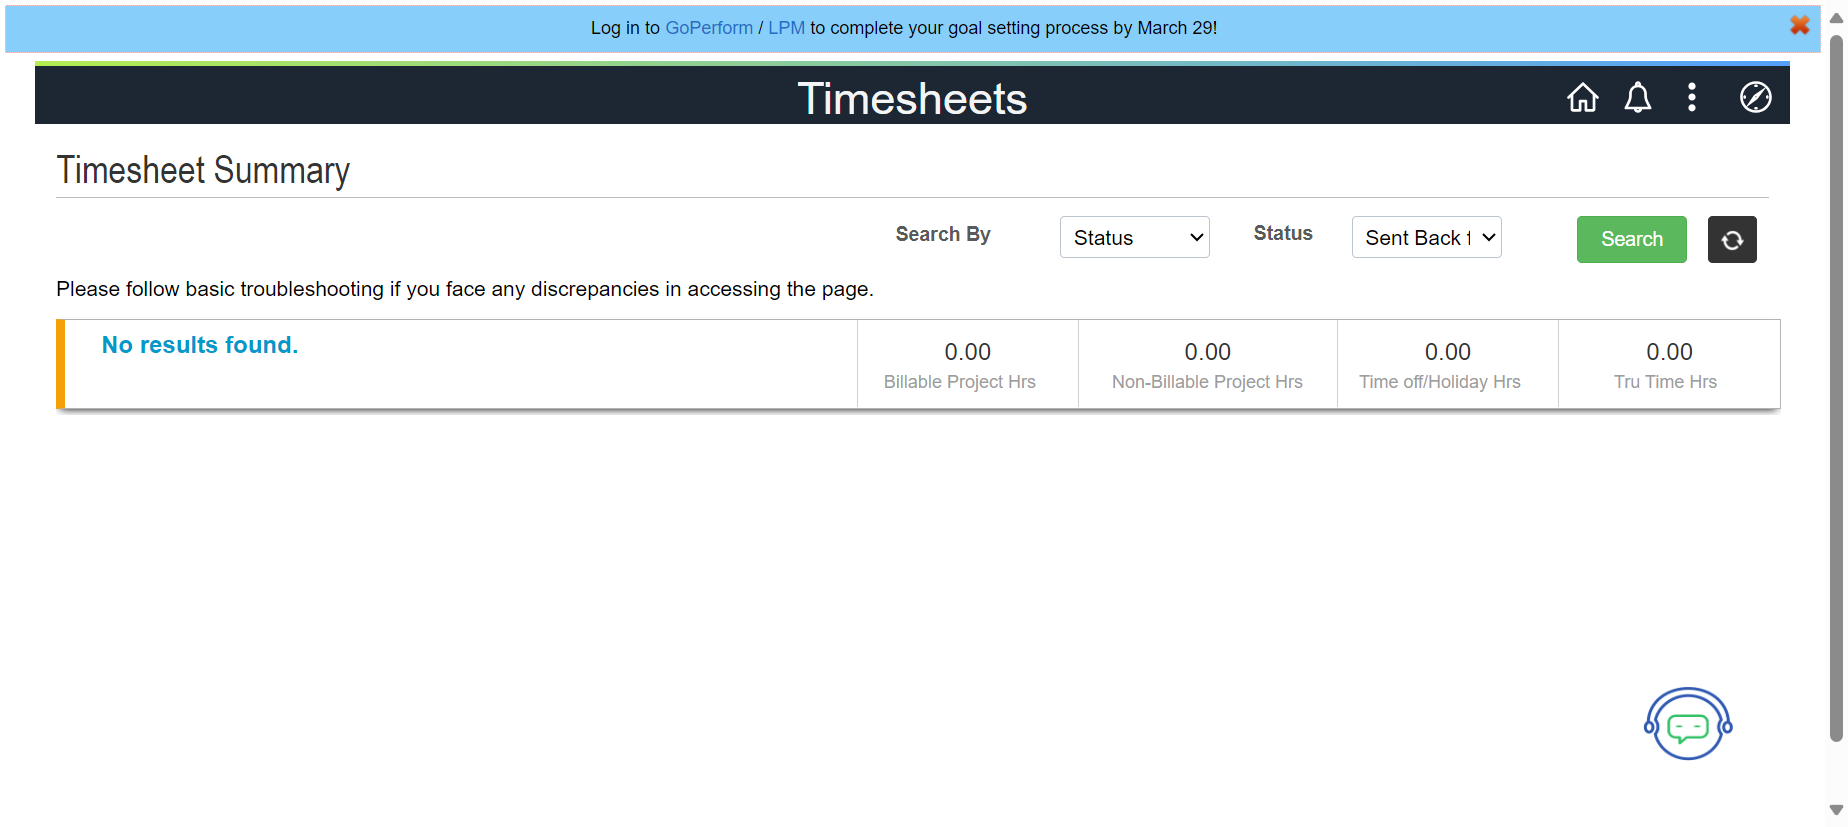 Log in to GoPerform / LPM to complete your goal setting process by March 29!
Timesheets
Timesheet Summary
Search By
Status
Status
Sent Back
Search
Please follow basic troubleshooting if you face any discrepancies in accessing the page.
No results found.
0.00
Billable Project Hrs
0.00
Non-Billable Project Hrs
0.00
Time off/Holiday Hrs
0.00
Tru Time Hrs